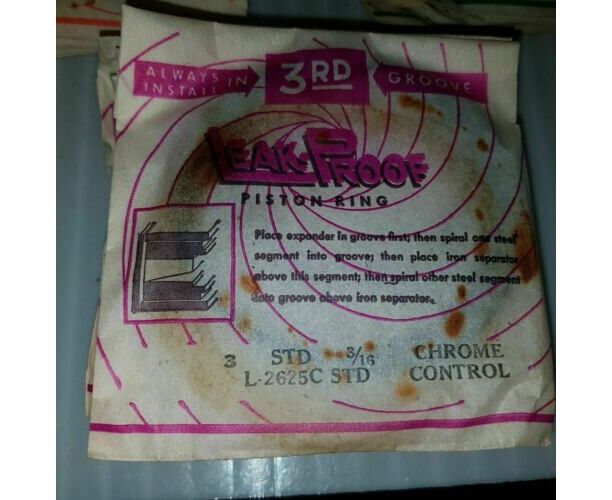 ALWAYS INSTALL IN 3RD GROOVE
LEAK-PROOF
PISTON RING
Place expander in groove first; then spiral one steel
segment into groove; then place iron separator
above this segment; then spiral other steel segment
into groove above iron separator.
3 STD 3/16 CHROME
L-2625C STD CONTROL